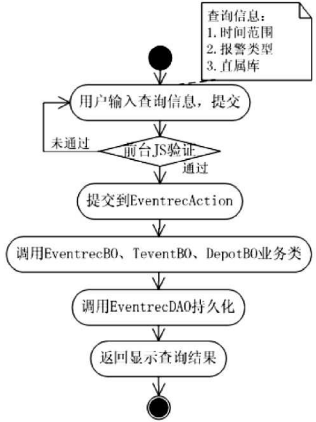 查询信息：
1. 时间范围
2. 报警类型
3. 直属库
用户输入查询信息，提交
未通过
前台JS验证
通过
提交到EventrecAction
调用EventrecBO、TeventBO、DepotBO业务类
调用EventrecDAO持久化
返回显示查询结果